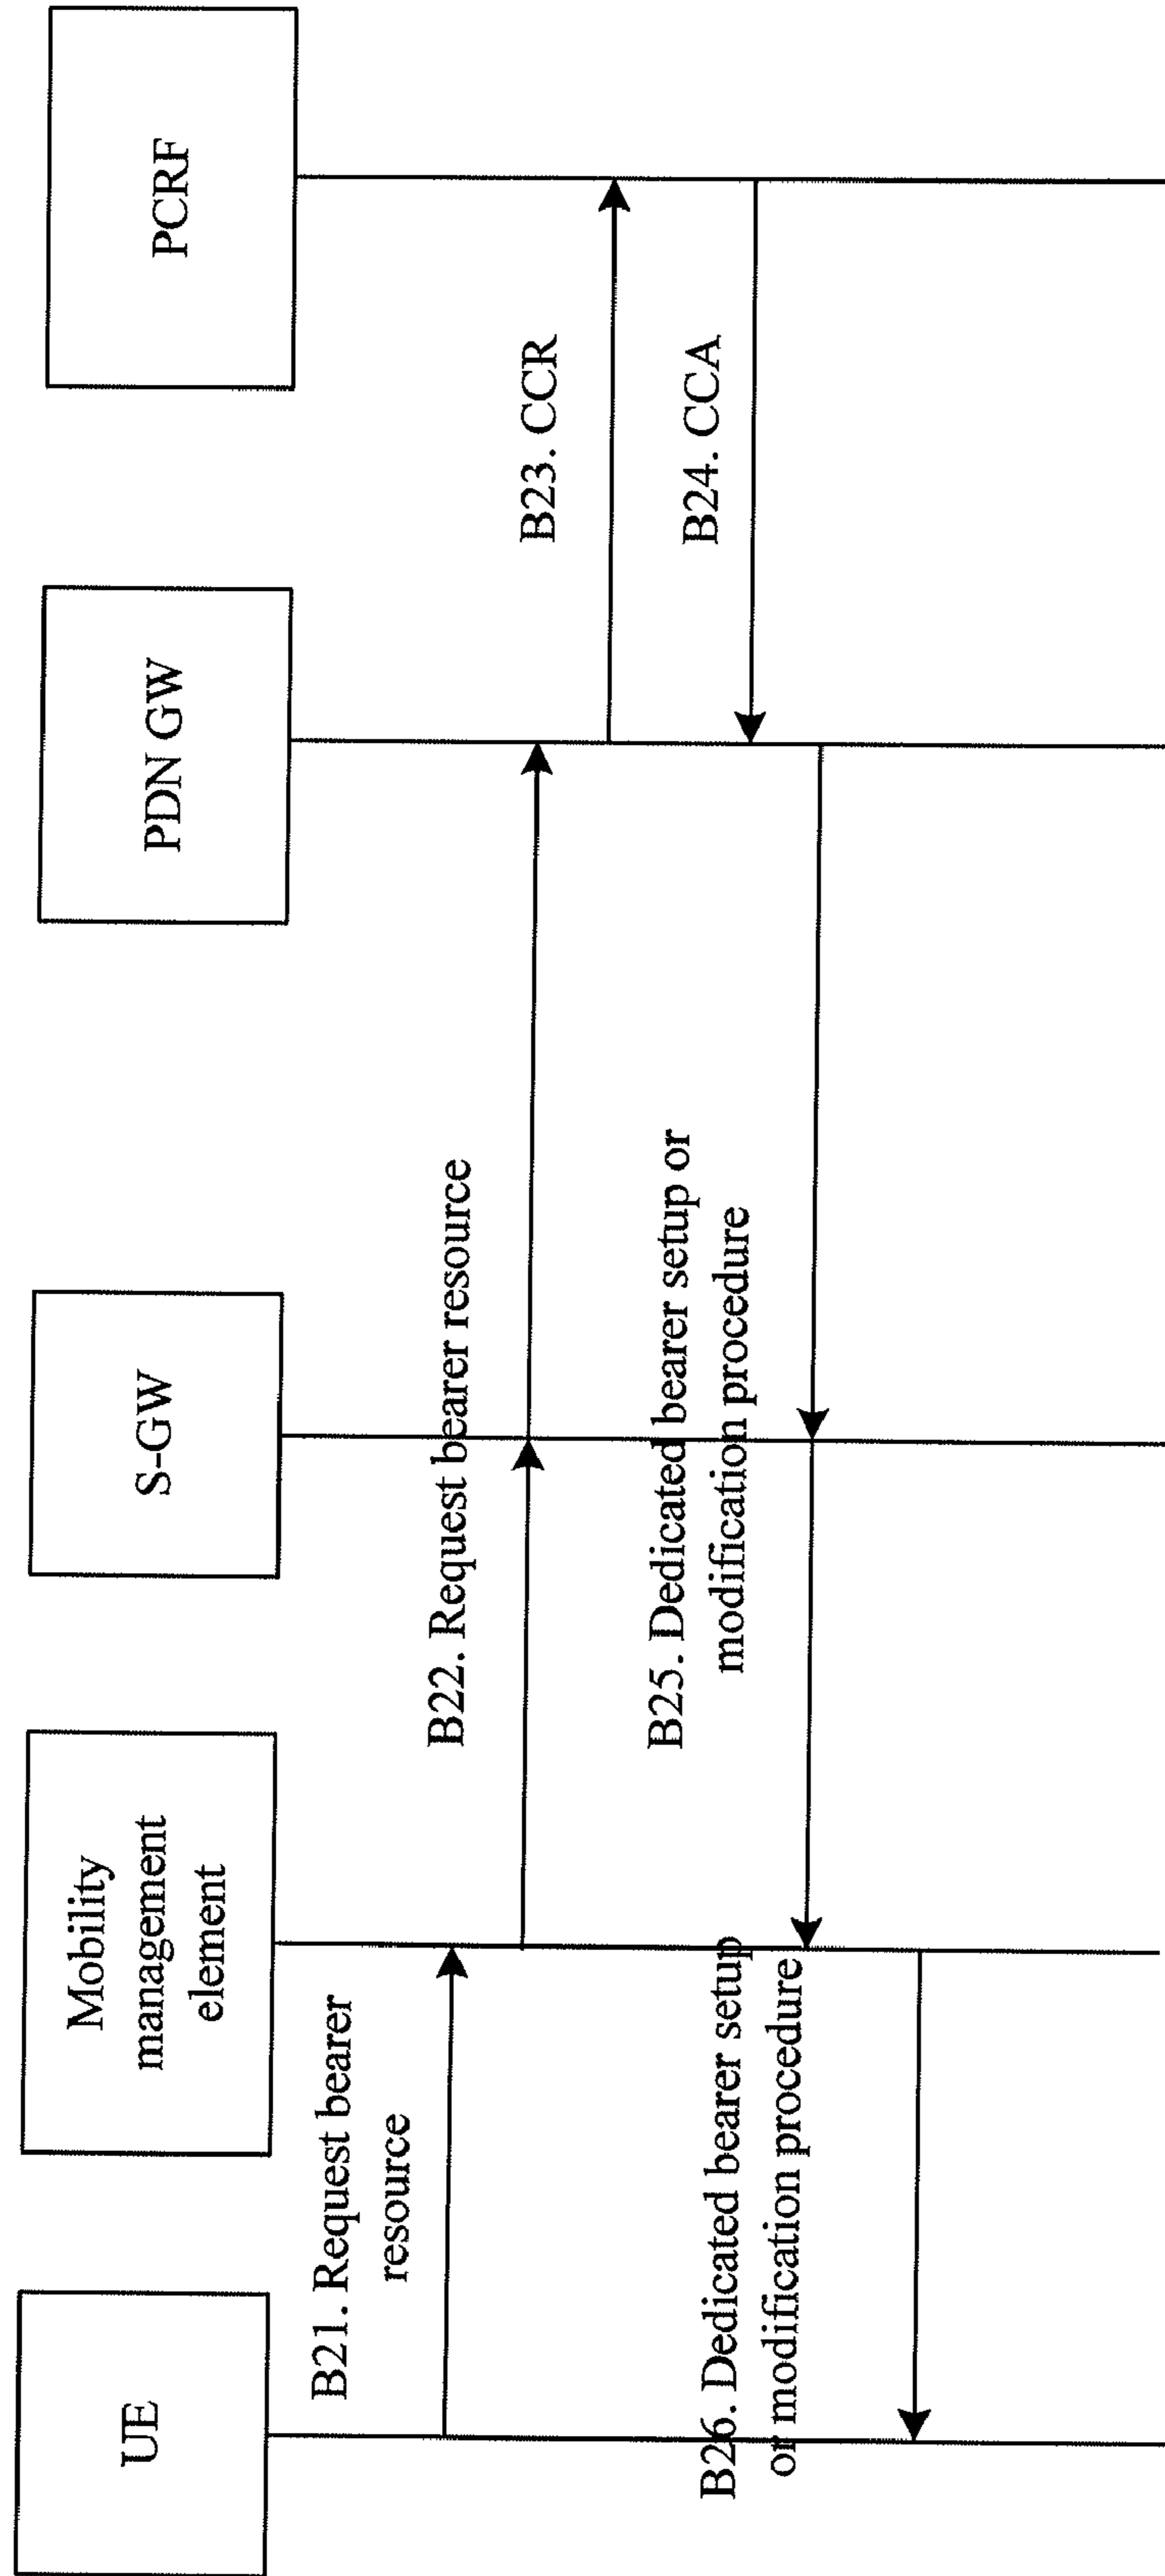 UE
Mobility
management
element
S-GW
PDN GW
PCRF
B21. Request bearer
resource
B22. Request bearer resource
B23. CCR
B24. CCA
B25. Dedicated bearer setup or
modification procedure
B26. Dedicated bearer setup
or modification procedure